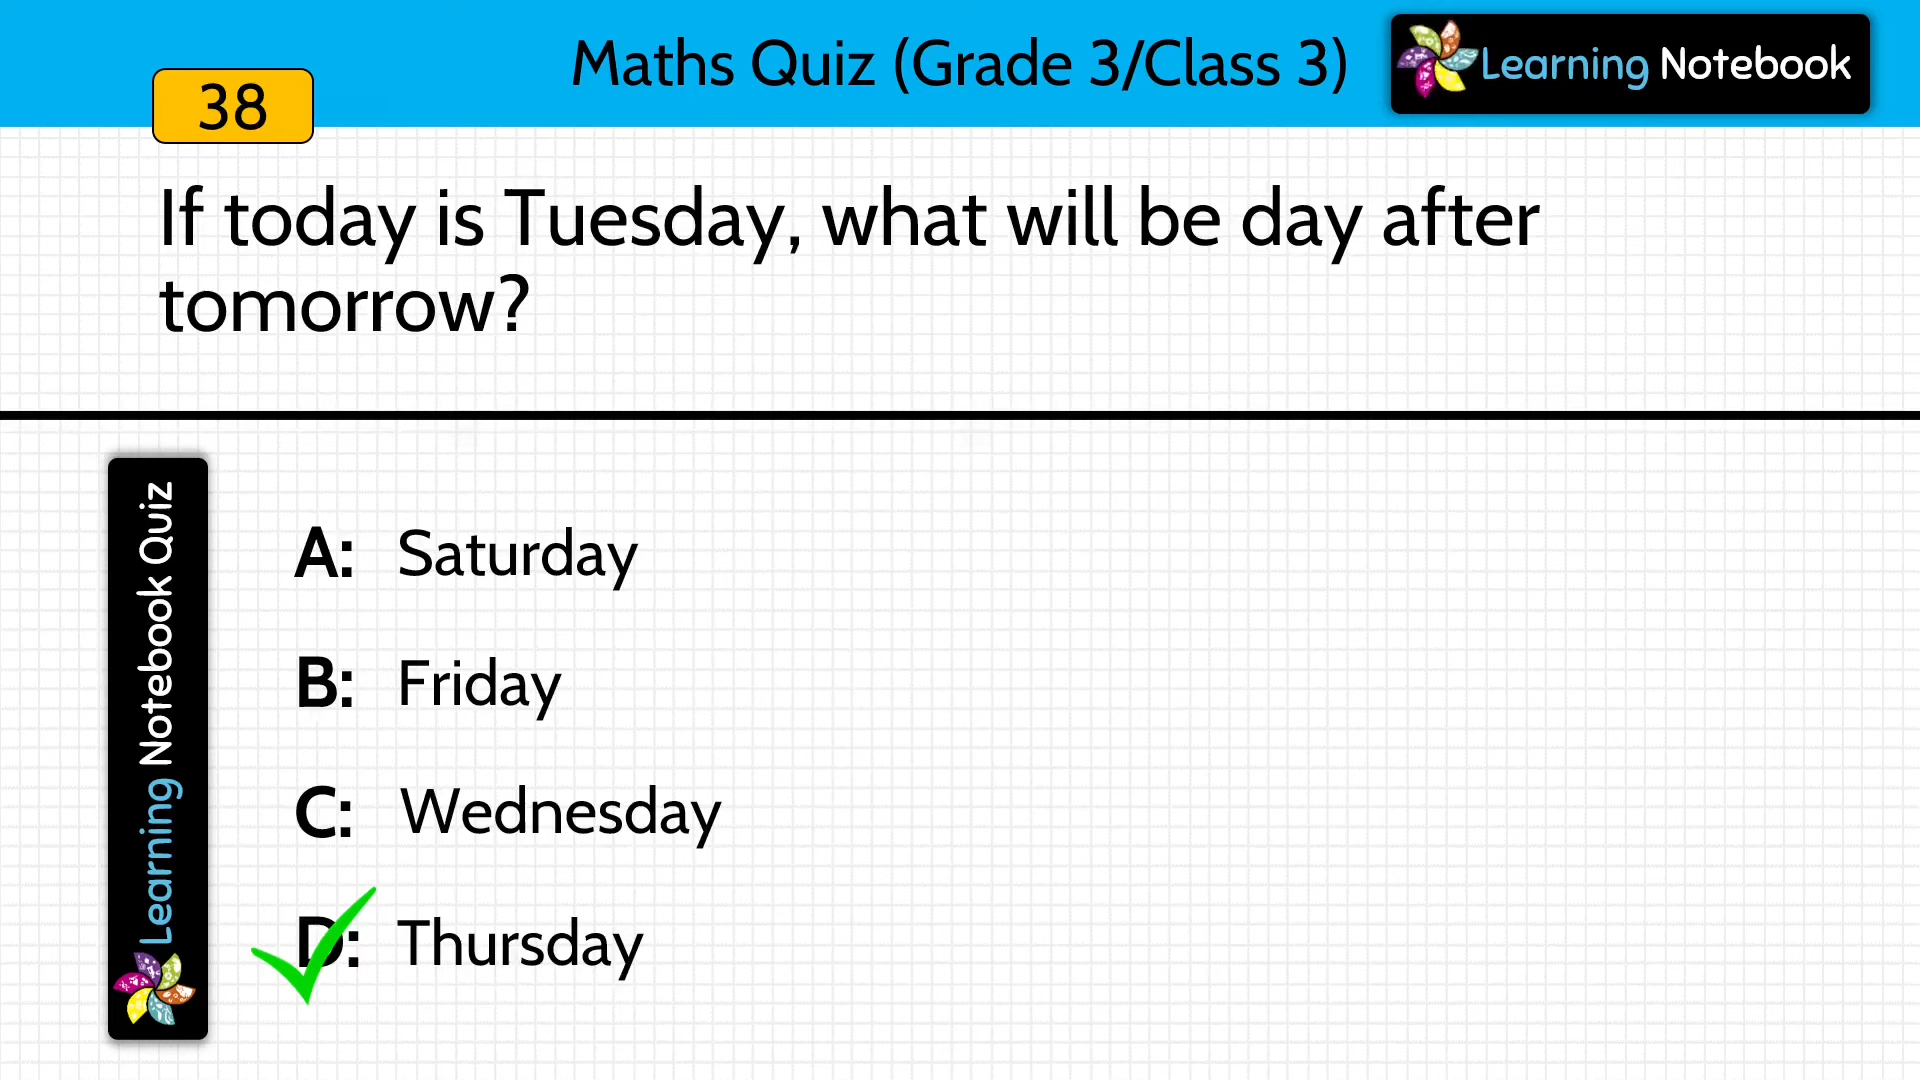 Maths Quiz (Grade 3/Class 3)
Learning Notebook
38
If today is Tuesday, what will be day after
tomorrow?
Learning Notebook Quiz
A: Saturday
B: Friday
C: Wednesday
D: Thursday